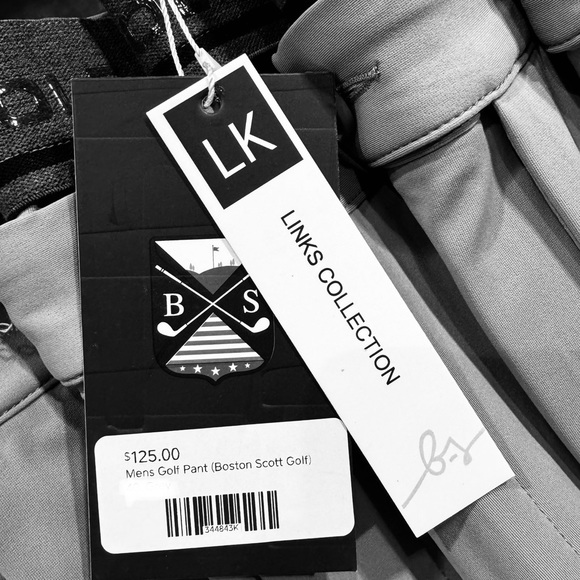 LK
LINKS COLLECTION
B S
$125.00
Mens Golf Pant (Boston Scott Golf)
344843K